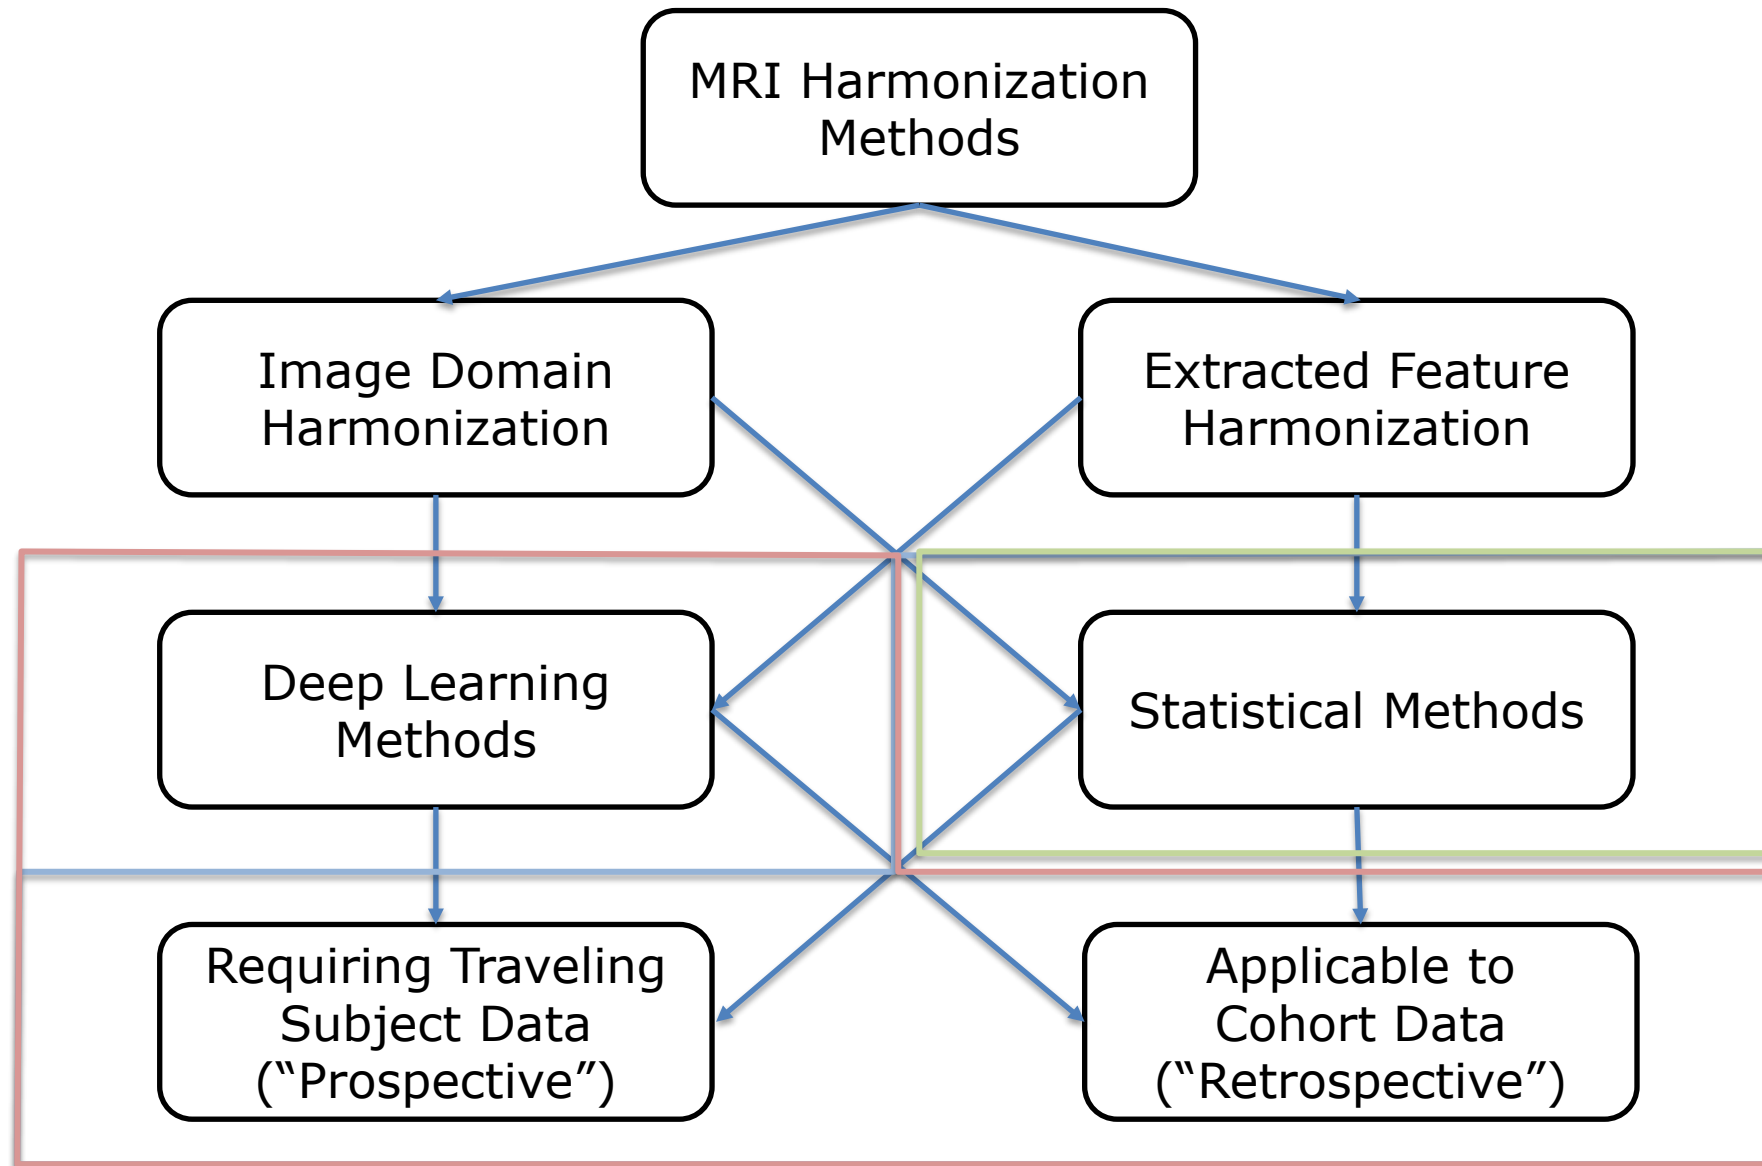 MRI Harmonization
Methods
Image Domain
Harmonization
Extracted Feature
Harmonization
Deep Learning
Methods
Statistical Methods
Requiring Traveling
Subject Data
(“Prospective”)
Applicable to
Cohort Data
(“Retrospective”)